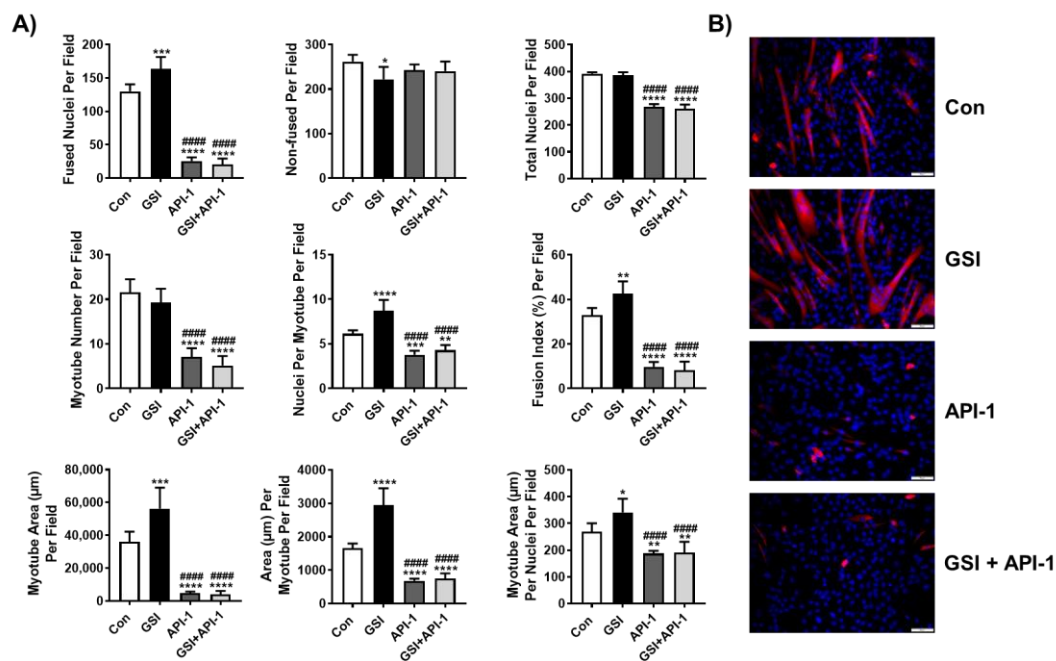 A)
B)
Fused Nuclei Per Field
200
150
100
50
0
***
####
****
####
****
Con
GSI
API-1
GSI+API-1
Non-fused Per Field
300
200
100
0
*
Con
GSI
API-1
GSI+API-1
Total Nuclei Per Field
500
400
300
200
100
0
####
****
####
****
Con
GSI
API-1
GSI+API-1
Myotube Number Per Field
30
20
10
0
####
****
####
****
Con
GSI
API-1
GSI+API-1
Nuclei Per Myotube Per Field
15
10
5
0
****
####
***
####
**
Con
GSI
API-1
GSI+API-1
Fusion Index (%) Per Field
60
40
20
0
**
####
****
####
****
Con
GSI
API-1
GSI+API-1
Myotube Area (µm)
Per Field
80,000
60,000
40,000
20,000
0
***
####
****
####
****
Con
GSI
API-1
GSI+API-1
Area (µm) Per
Myotube Per Field
4000
3000
2000
1000
0
****
####
****
####
****
Con
GSI
API-1
GSI+API-1
Myotube Area (µm)
Per Nuclei Per Field
500
400
300
200
100
0
*
####
**
####
**
Con
GSI
API-1
GSI+API-1
Con
GSI
API-1
GSI + API-1